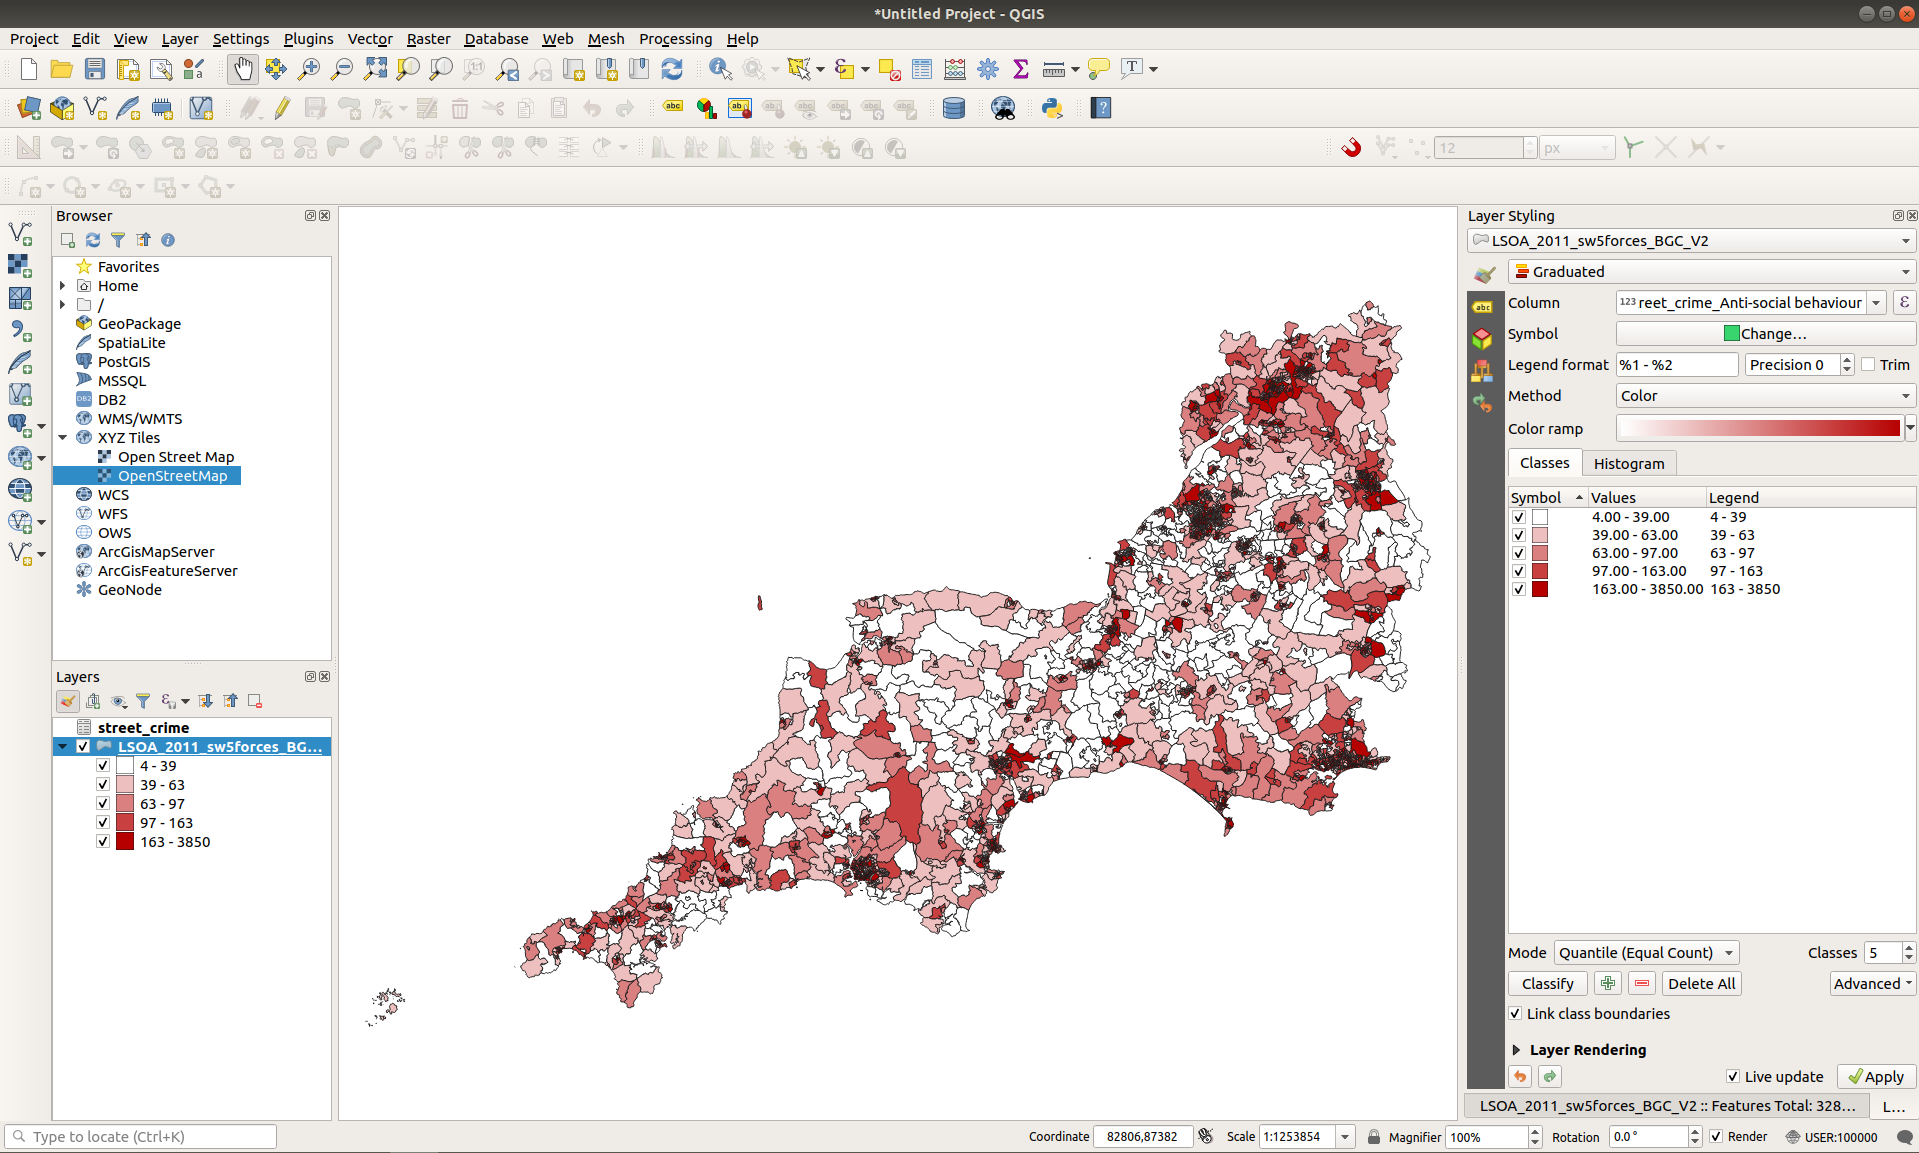 *Untitled Project - QGIS
Project Edit View Layer Settings Plugins Vector Raster Database Web Mesh Processing Help
12 px
Browser
Favorites
Home
/
GeoPackage
SpatiaLite
PostGIS
MSSQL
DB2
WMS/WMTS
XYZ Tiles
Open Street Map
OpenStreetMap
WCS
WFS
OWS
ArcGisMapServer
ArcGisFeatureServer
GeoNode
Layers
street_crime
LSOA_2011_sw5forces_BG...
4 - 39
39 - 63
63 - 97
97 - 163
163 - 3850
Layer Styling
LSOA_2011_sw5forces_BGC_V2
Graduated
Column 123 reet_crime_Anti-social behaviour ε
Symbol Change...
Legend format %1 - %2 Precision 0 Trim
Method Color
Color ramp
Classes Histogram
Symbol Values Legend
4.00 - 39.00 4 - 39
39.00 - 63.00 39 - 63
63.00 - 97.00 63 - 97
97.00 - 163.00 97 - 163
163.00 - 3850.00 163 - 3850
Mode Quantile (Equal Count) Classes 5
Classify Delete All Advanced
Link class boundaries
Layer Rendering
Live update Apply
LSOA_2011_sw5forces_BGC_V2 :: Features Total: 328... L...
Type to locate (Ctrl+K) Coordinate 82806,87382 Scale 1:1253854 Magnifier 100% Rotation 0.0 ° Render USER:100000